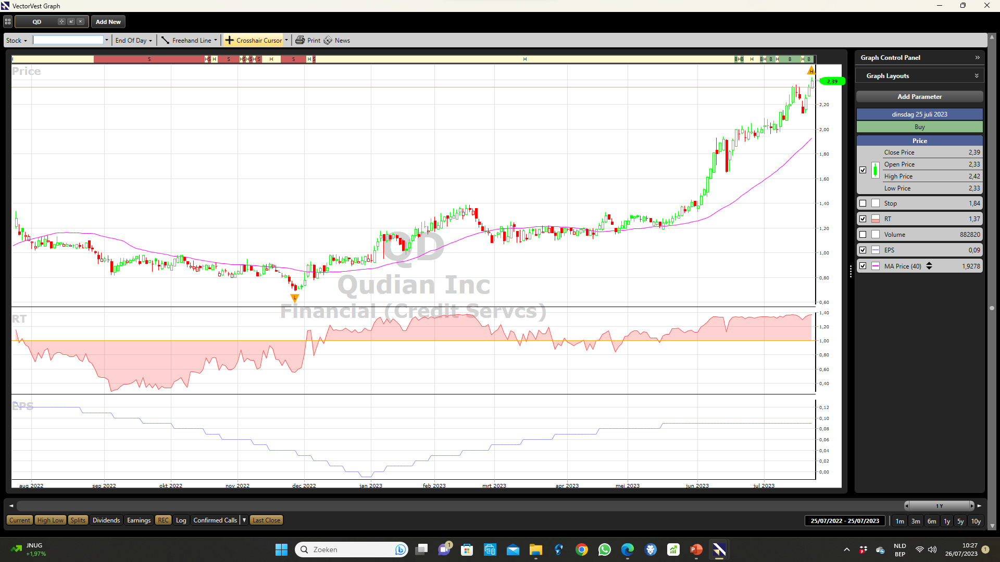 VectorVest Graph
QD
Add New
Stock
End Of Day
Freehand Line
Crosshair Cursor
Print
News
S H S H S H S H S H S H S H S H B H B H B H B H B H B
Price
H
2,39
2,20
2,00
1,80
1,60
1,40
1,20
1,00
0,80
0,60
QD
Qudian Inc
Financial (Credit Servcs)
L
RT
1,40
1,20
1,00
0,80
0,60
0,40
EPS
0,12
0,10
0,08
0,06
0,04
0,02
0,00
aug 2022 sep 2022 okt 2022 nov 2022 dec 2022 jan 2023 feb 2023 mrt 2023 apr 2023 mei 2023 jun 2023 jul 2023
Graph Control Panel
Graph Layouts
Add Parameter
dinsdag 25 juli 2023
Buy
Price
Close Price 2,39
Open Price 2,33
High Price 2,42
Low Price 2,33
Stop 1,84
RT 1,37
Volume 882820
EPS 0,09
MA Price (40) 1,9278
1 Y
Current High Low Splits Dividends Earnings REC Log Confirmed Calls Last Close
25/07/2022 - 25/07/2023 1m 3m 6m 1y 5y 10y
JNUG
+1,97%
Zoeken
1
9
NLD
BEP
10:27
26/07/2023
1